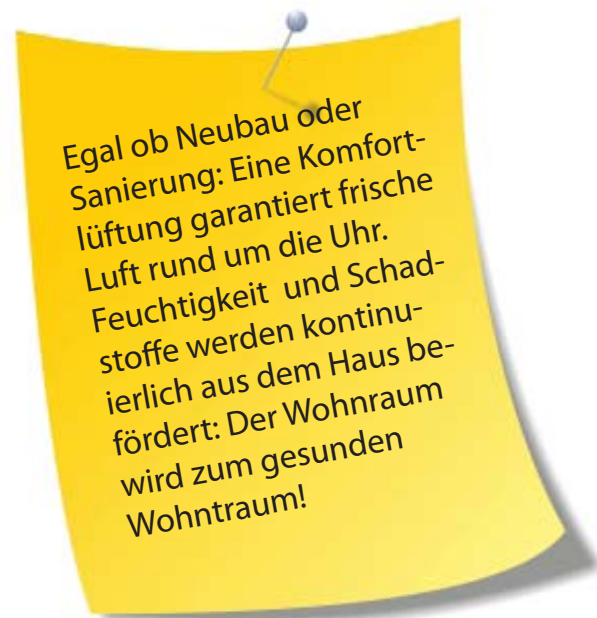 Egal ob Neubau oder
Sanierung: Eine Komfort-
lüftung garantiert frische
Luft rund um die Uhr.
Feuchtigkeit  und Schad-
stoffe werden kontinu-
ierlich aus dem Haus be-
fördert: Der Wohnraum
wird zum gesunden
Wohntraum!